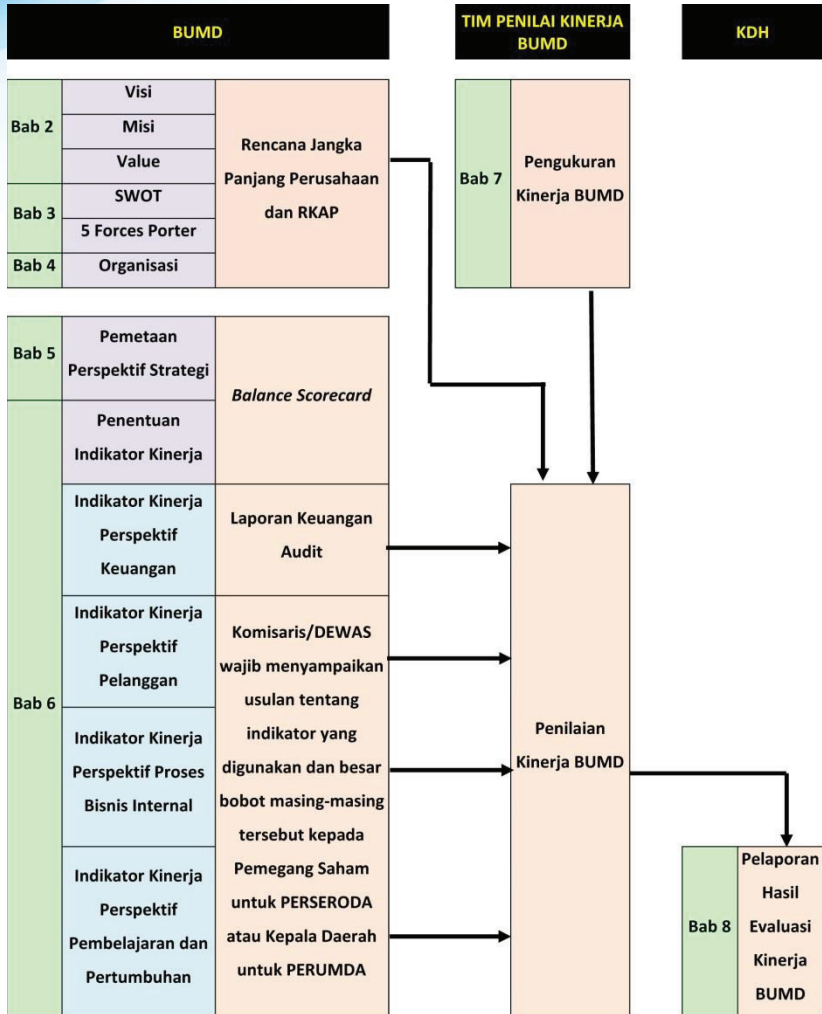 BUMD
TIM PENILAI KINERJA
BUMD
KDH
Bab 2
Visi
Misi
Value
Bab 3
SWOT
5 Forces Porter
Bab 4
Organisasi
Rencana Jangka
Panjang Perusahaan
dan RKAP
Bab 7
Pengukuran
Kinerja BUMD
Bab 5
Pemetaan
Perspektif Strategi
Balance Scorecard
Bab 6
Penentuan
Indikator Kinerja
Indikator Kinerja
Perspektif
Keuangan
Laporan Keuangan
Audit
Indikator Kinerja
Perspektif
Pelanggan
Indikator Kinerja
Perspektif Proses
Bisnis Internal
Indikator Kinerja
Perspektif
Pembelajaran dan
Pertumbuhan
Komisaris/DEWAS
wajib menyampaikan
usulan tentang
indikator yang
digunakan dan besar
bobot masing-masing
tersebut kepada
Pemegang Saham
untuk PERSERODA
atau Kepala Daerah
untuk PERUMDA
Penilaian
Kinerja BUMD
Bab 8
Pelaporan
Hasil
Evaluasi
Kinerja
BUMD